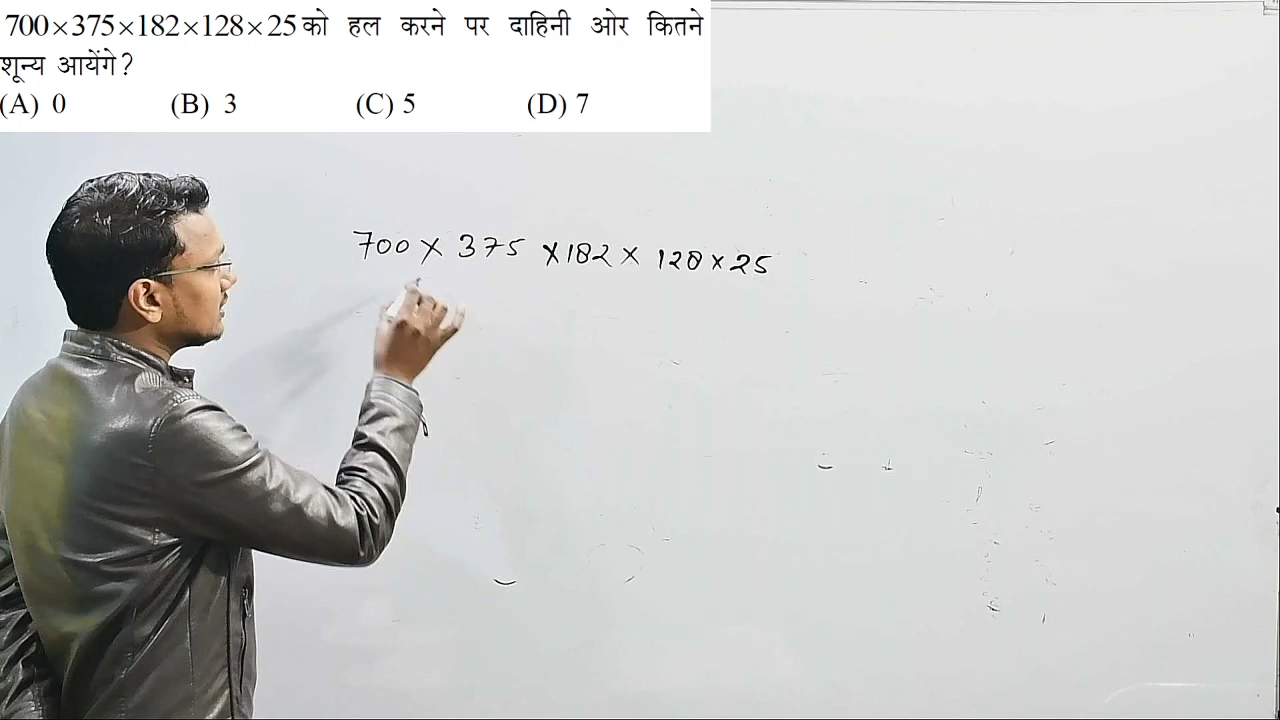 700×375×182×128×25 को हल करने पर दाहिनी ओर कितने
शून्य आयेंगे?
(A) 0 (B) 3 (C) 5 (D) 7
700 × 375 × 182 × 128 × 25